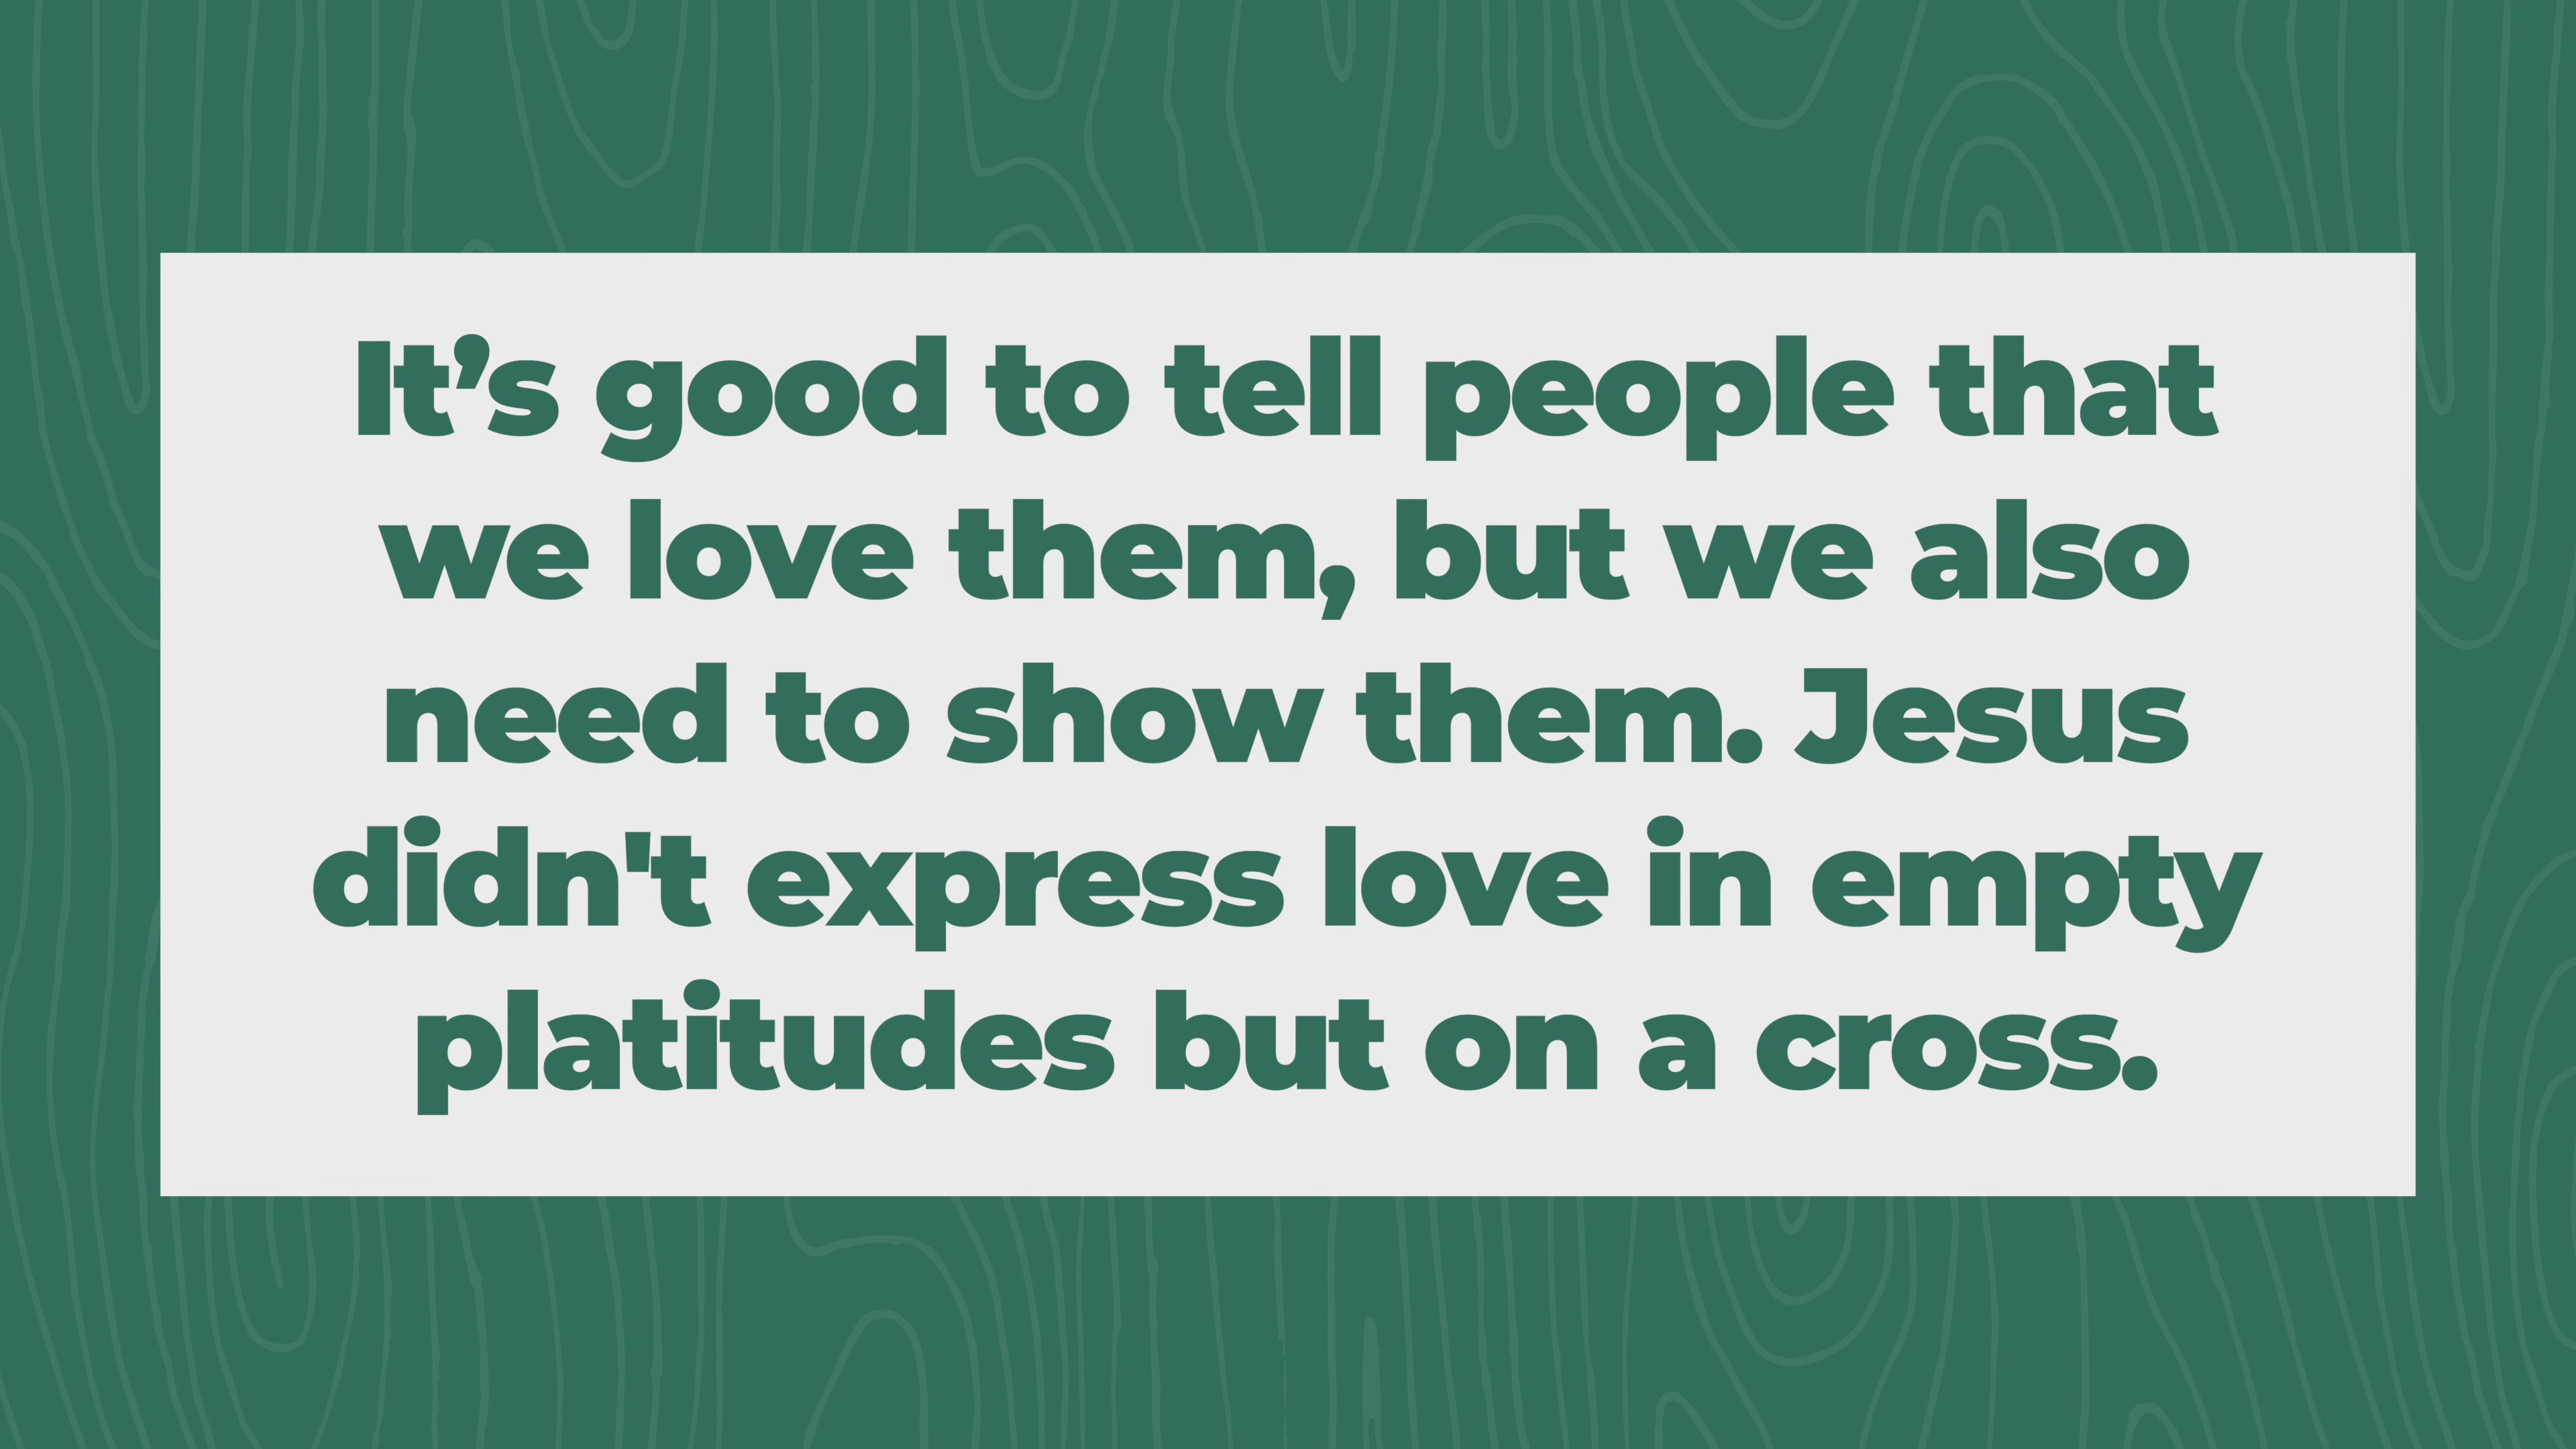 It’s good to tell people that
we love them, but we also
need to show them. Jesus
didn't express love in empty
platitudes but on a cross.